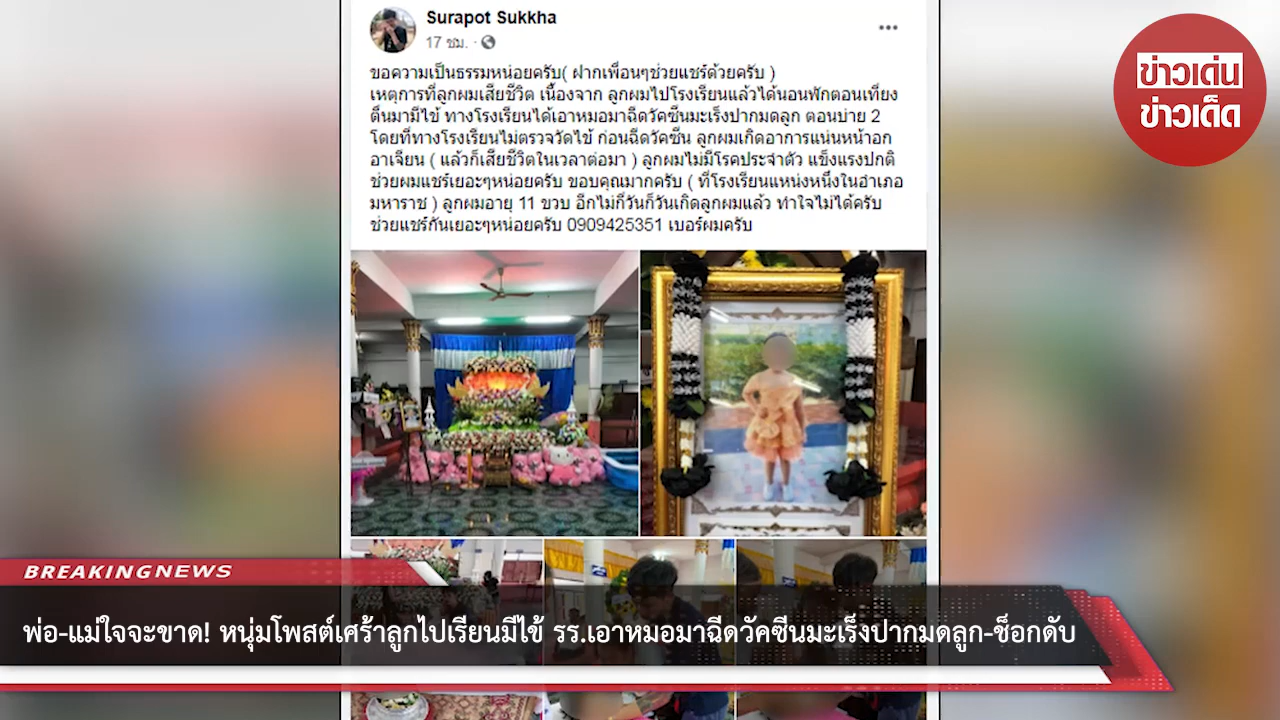 Surapot Sukkha
17 ชม.
ขอความเป็นธรรมหน่อยครับ( ฝากเพื่อนๆช่วยแชร์ด้วยครับ )
เหตุการที่ลูกผมเสียชีวิต เนื่องจาก ลูกผมไปโรงเรียนแล้วได้นอนพักตอนเที่ยง
ตื่นมามีไข้ ทางโรงเรียนได้เอาหมอมาฉีดวัคซีนมะเร็งปากมดลูก ตอนบ่าย 2
โดยที่ทางโรงเรียนไม่ตรวจวัดไข้ ก่อนฉีดวัคซีน ลูกผมเกิดอาการแน่นหน้าอก
อาเจียน ( แล้วก็เสียชีวิตในเวลาต่อมา ) ลูกผมไม่มีโรคประจำตัว แข็งแรงปกติ
ช่วยผมแชร์เยอะๆหน่อยครับ ขอบคุณมากครับ ( ที่โรงเรียนแห่งหนึ่งในอำเภอ
มหาราช ) ลูกผมอายุ 11 ขวบ อีกไม่กี่วันก็วันเกิดลูกผมแล้ว ทำใจไม่ได้ครับ
ช่วยแชร์กันเยอะๆหน่อยครับ 0909425351 เบอร์ผมครับ
ข่าวเด่น
ข่าวเด็ด
BREAKINGNEWS
พ่อ-แม่ใจจะขาด! หนุ่มโพสต์เศร้าลูกไปเรียนมีไข้ รร.เอาหมอมาฉีดวัคซีนมะเร็งปากมดลูก-ช็อกดับ